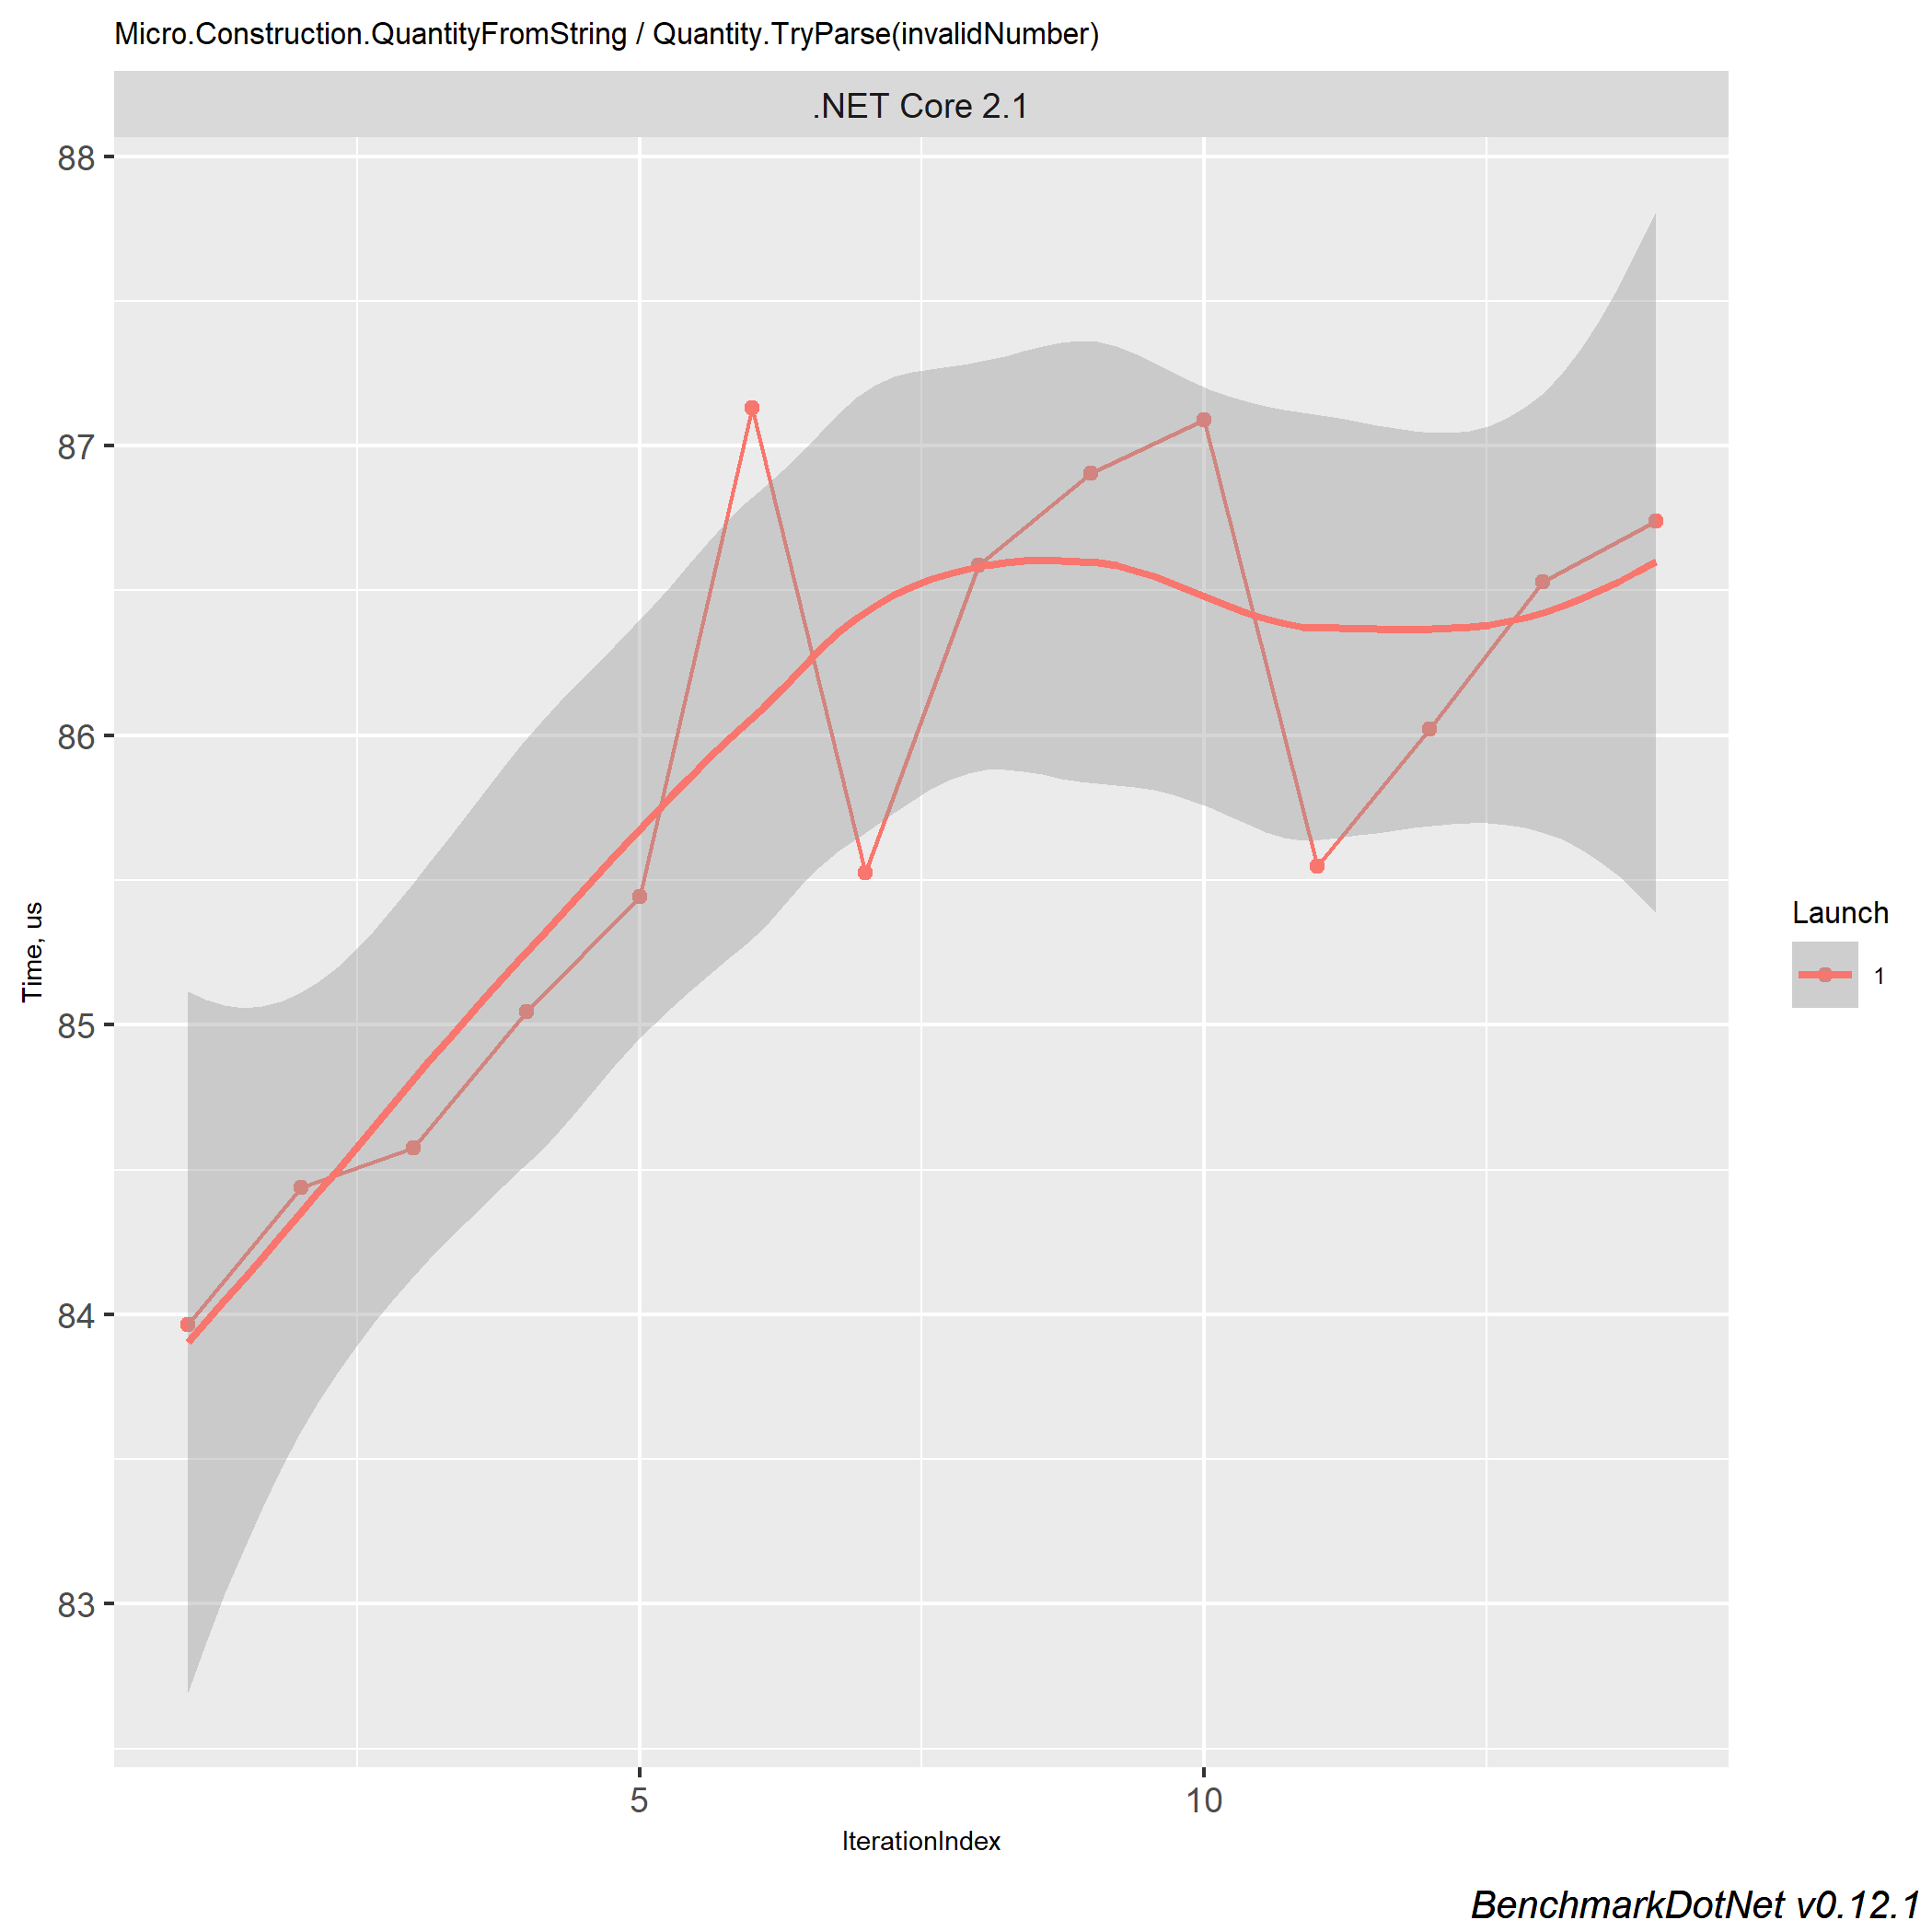 Micro.Construction.QuantityFromString / Quantity.TryParse(invalidNumber)
.NET Core 2.1
88
87
86
85
84
83
Time, us
5
10
IterationIndex
Launch
1
BenchmarkDotNet v0.12.1